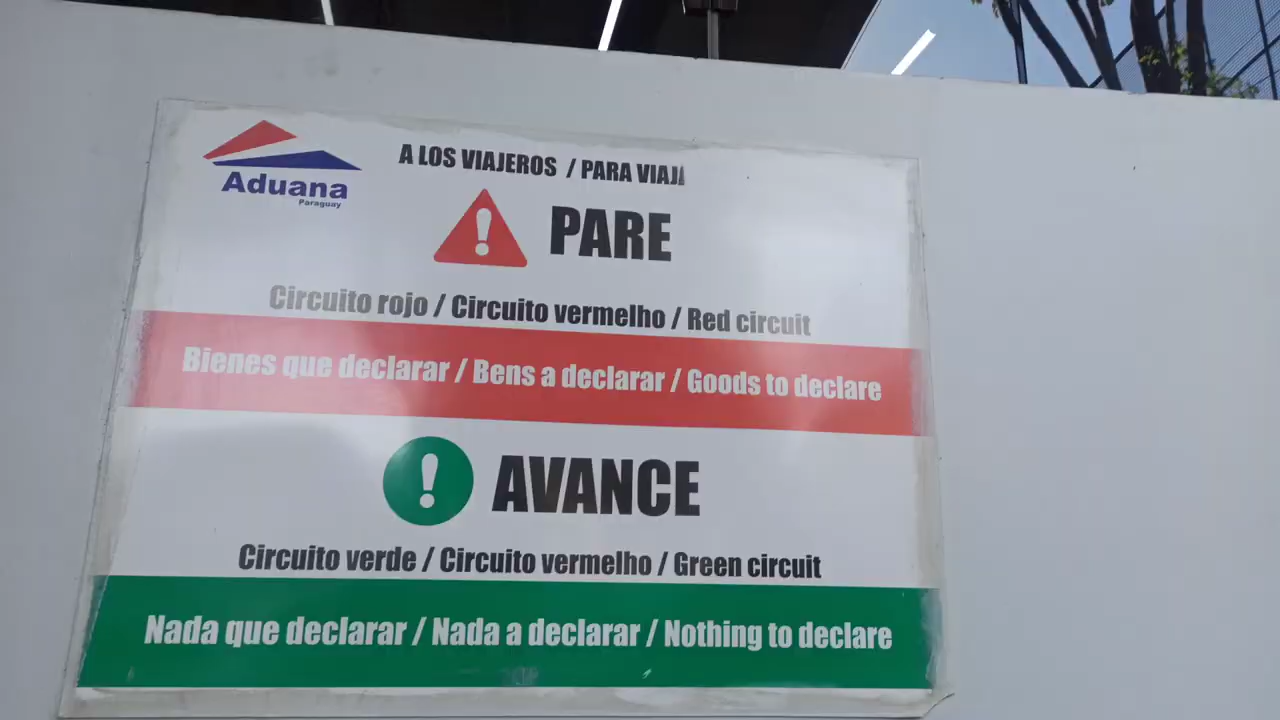 Aduana
Paraguay
A LOS VIAJEROS / PARA
PARE
Circuito rojo / Circuito vermelho / Red circuit
Bienes que declarar / Bens a declarar / Goods to declare
AVANCE
Circuito verde / Circuito vermelho / Green circuit
Nada que declarar / Nada a declarar / Nothing to declare